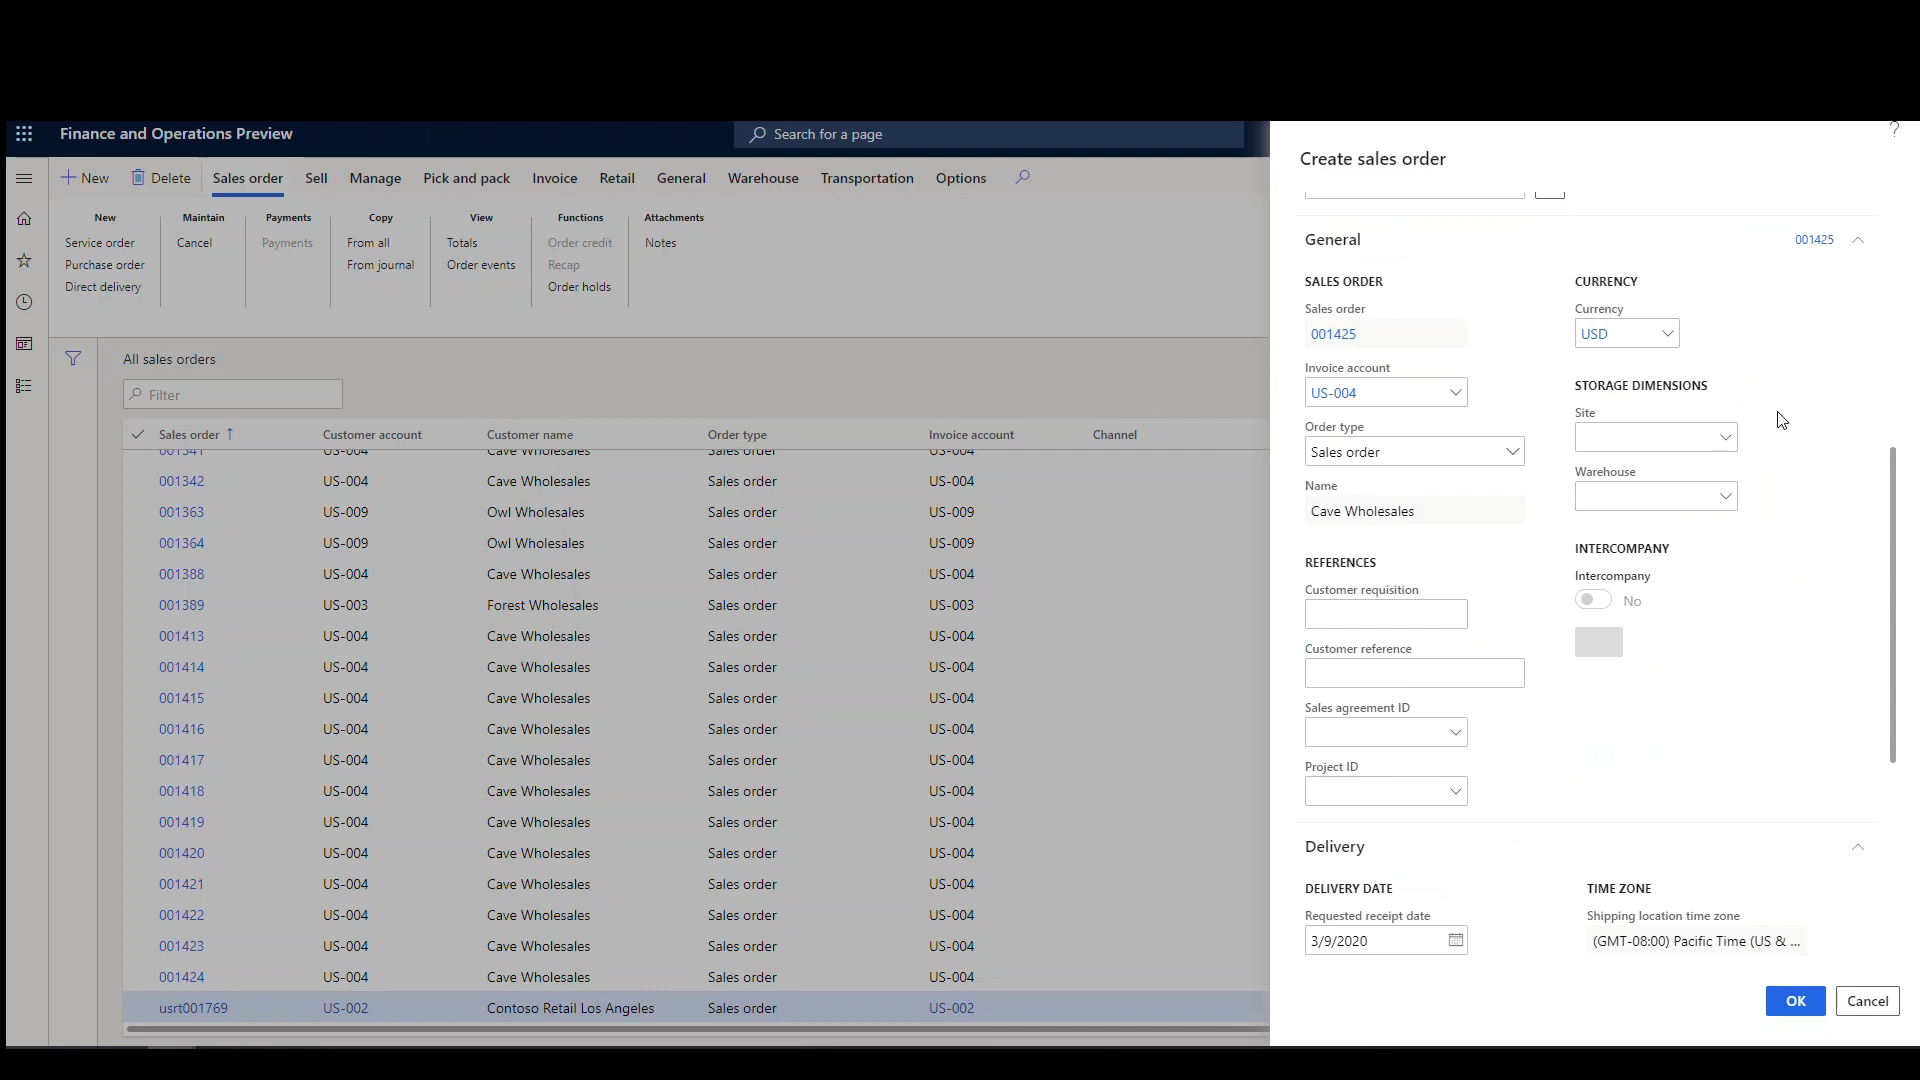 Finance and Operations Preview
Search for a page
?
New
Delete
Sales order
Sell
Manage
Pick and pack
Invoice
Retail
General
Warehouse
Transportation
Options
New
Service order
Purchase order
Direct delivery
Maintain
Cancel
Payments
Payments
Copy
From all
From journal
View
Totals
Order events
Functions
Order credit
Recap
Order holds
Attachments
Notes
All sales orders
Filter
Sales order Customer account Customer name Order type Invoice account Channel
001341 US-004 Cave Wholesales Sales order US-004
001342 US-004 Cave Wholesales Sales order US-004
001363 US-009 Owl Wholesales Sales order US-009
001364 US-009 Owl Wholesales Sales order US-009
001388 US-004 Cave Wholesales Sales order US-004
001389 US-003 Forest Wholesales Sales order US-003
001413 US-004 Cave Wholesales Sales order US-004
001414 US-004 Cave Wholesales Sales order US-004
001415 US-004 Cave Wholesales Sales order US-004
001416 US-004 Cave Wholesales Sales order US-004
001417 US-004 Cave Wholesales Sales order US-004
001418 US-004 Cave Wholesales Sales order US-004
001419 US-004 Cave Wholesales Sales order US-004
001420 US-004 Cave Wholesales Sales order US-004
001421 US-004 Cave Wholesales Sales order US-004
001422 US-004 Cave Wholesales Sales order US-004
001423 US-004 Cave Wholesales Sales order US-004
001424 US-004 Cave Wholesales Sales order US-004
usrt001769 US-002 Contoso Retail Los Angeles Sales order US-002
Create sales order
General
001425
SALES ORDER
Sales order
001425
Invoice account
US-004
Order type
Sales order
Name
Cave Wholesales
REFERENCES
Customer requisition
Customer reference
Sales agreement ID
Project ID
CURRENCY
Currency
USD
STORAGE DIMENSIONS
Site
Warehouse
INTERCOMPANY
Intercompany
No
Delivery
DELIVERY DATE
Requested receipt date
3/9/2020
TIME ZONE
Shipping location time zone
(GMT-08:00) Pacific Time (US & ...
OK
Cancel